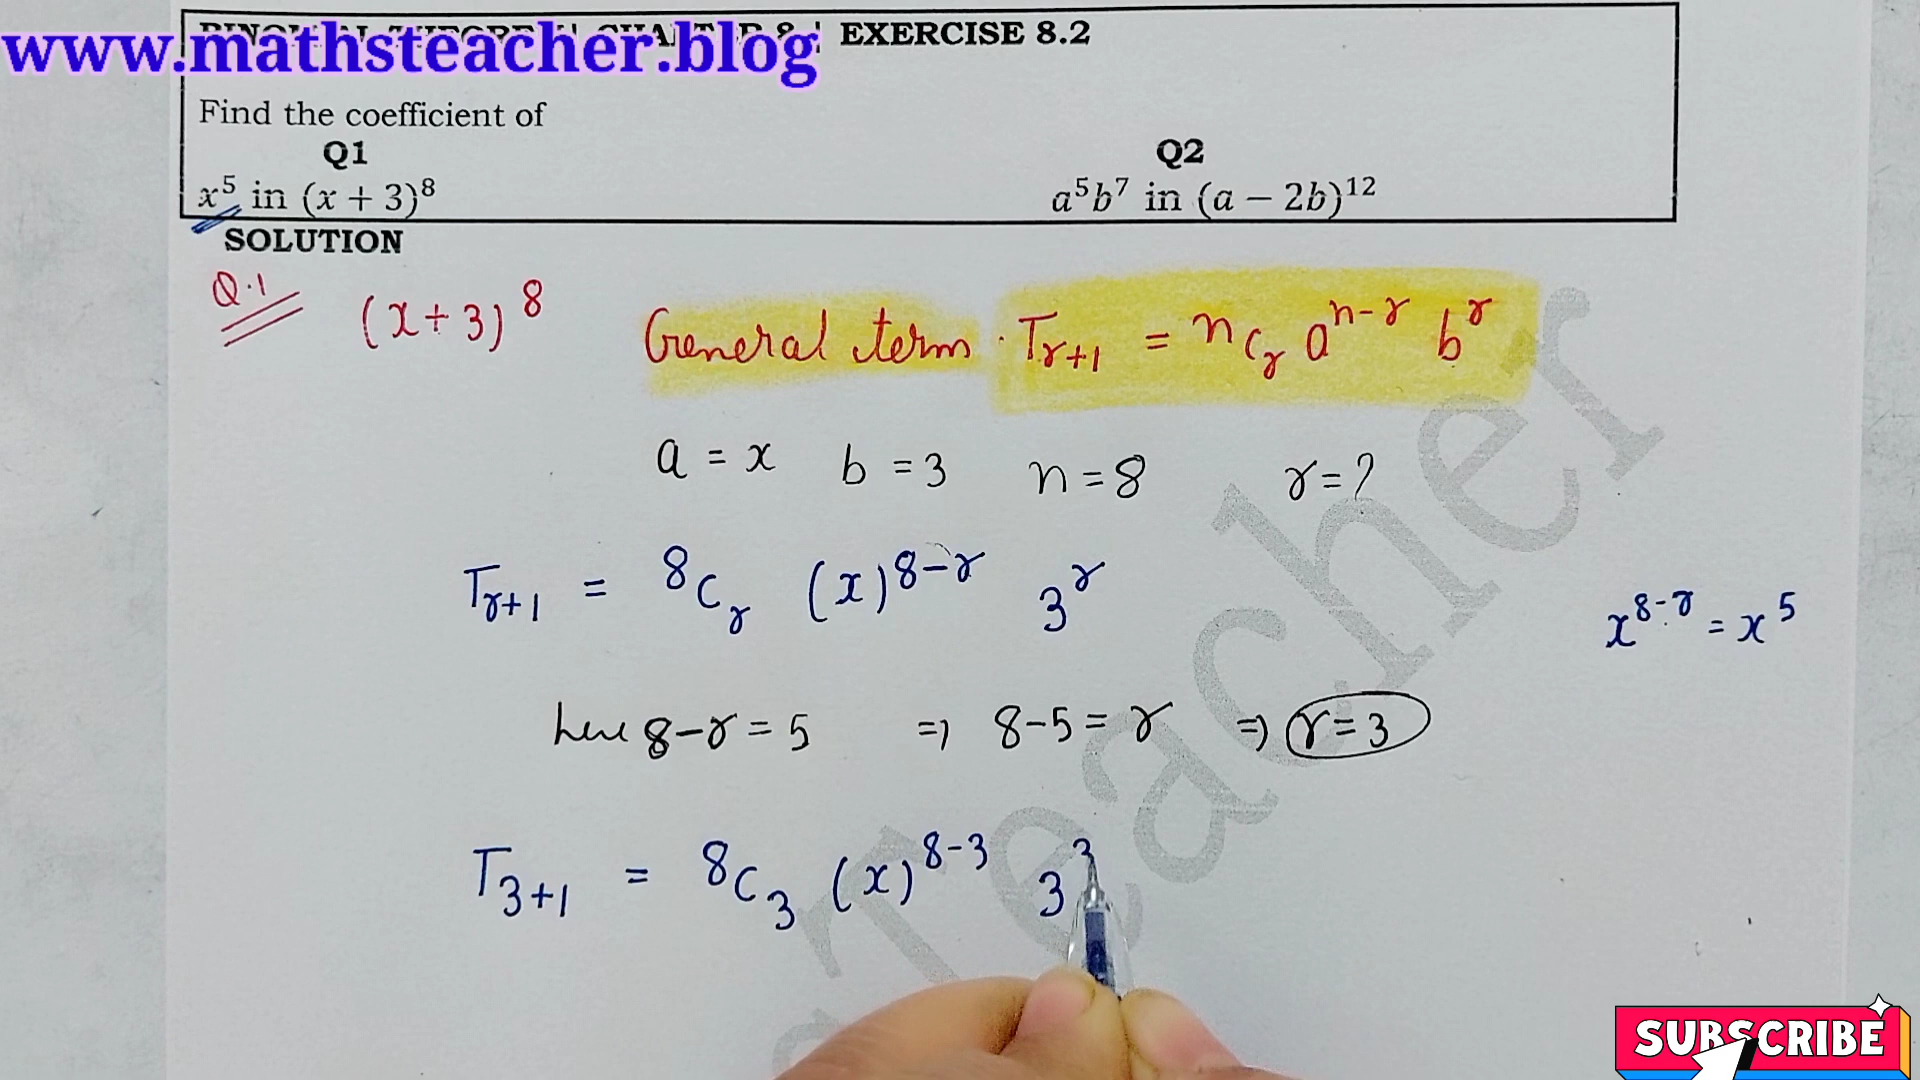 EXERCISE 8.2
www.mathsteacher.blog
Find the coefficient of
Q1 Q2
x⁵ in (x + 3)⁸ a⁵b⁷ in (a − 2b)¹²
SOLUTION
Q.1 (x+3)⁸ General term. Tᵣ₊₁ = ⁿCᵣ aⁿ⁻ʳ bʳ
a = x b = 3 n = 8 r = ?
Tᵣ₊₁ = ⁸Cᵣ (x)⁸⁻ʳ 3ʳ x⁸⁻ʳ = x⁵
here 8−r = 5 ⇒ 8−5 = r ⇒ r = 3
T₃₊₁ = ⁸C₃ (x)⁸⁻³ 3³
Teacher
SUBSCRIBE